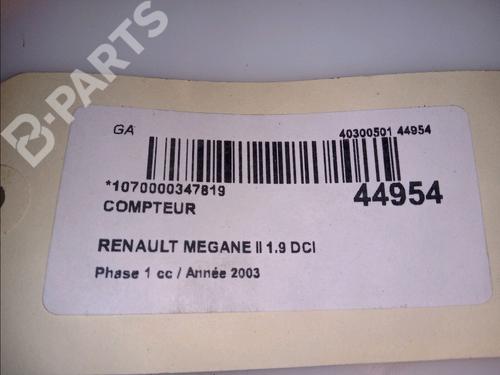 B-PARTS
GA
40300501 44954
*1070000347819
44954
COMPTEUR
RENAULT MEGANE II 1.9 DCI
Phase 1 cc / Année 2003